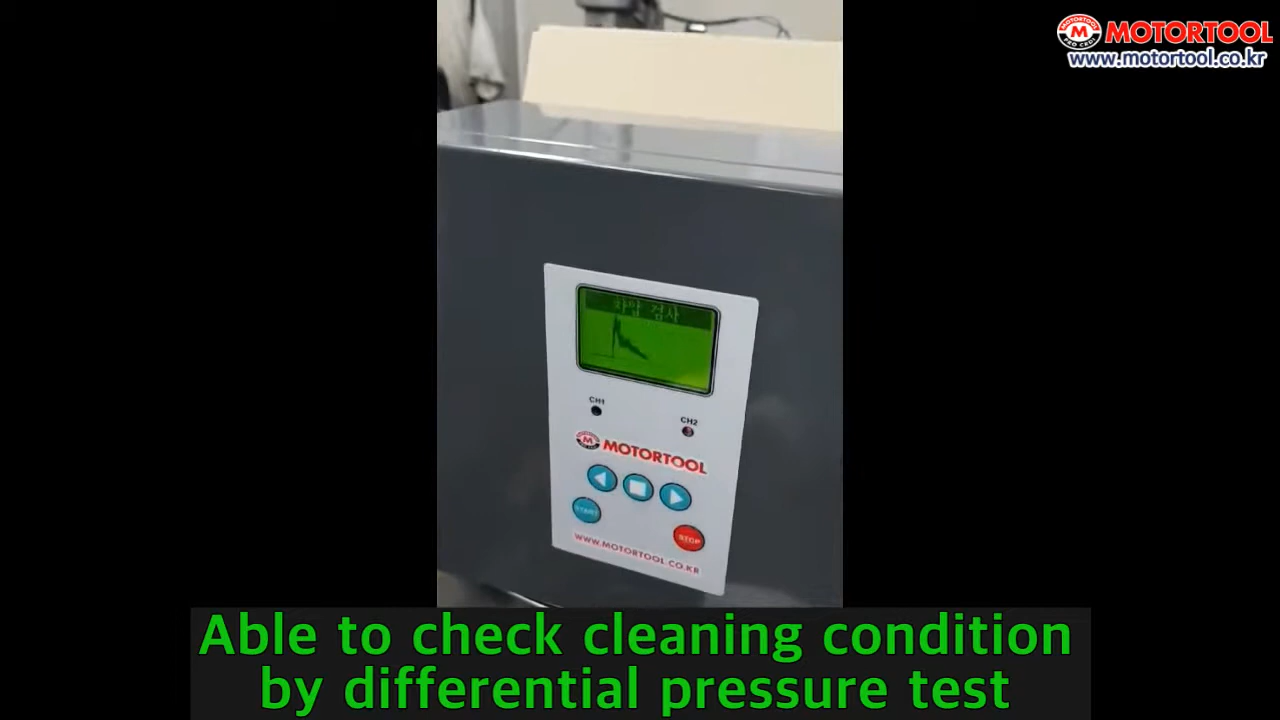 MOTORTOOL
www.motortool.co.kr
차압 검사
CH1
CH2
MOTORTOOL
START
STOP
WWW.MOTORTOOL.CO.KR
Able to check cleaning condition
by differential pressure test